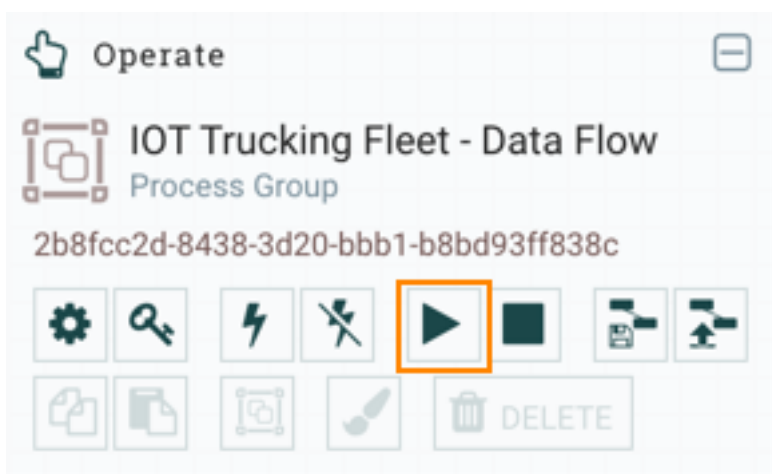 Operate
IOT Trucking Fleet - Data Flow
Process Group
2b8fcc2d-8438-3d20-bbb1-b8bd93ff838c
DELETE